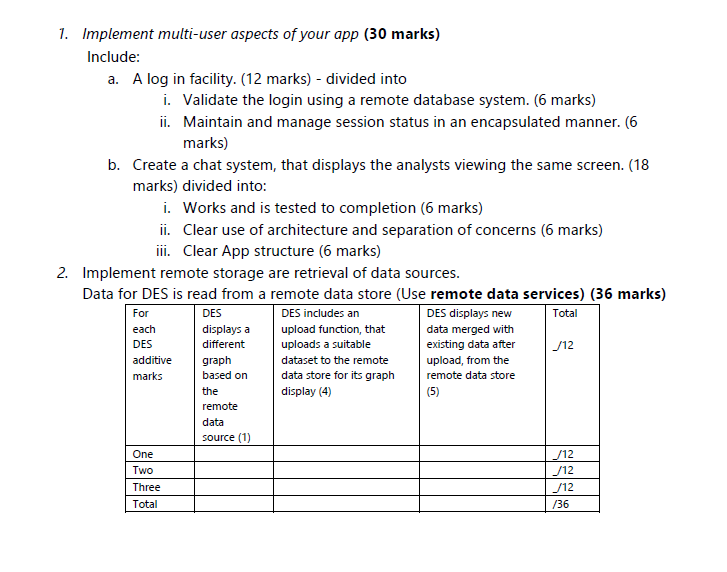 1. Implement multi-user aspects of your app (30 marks)
Include:
a. A log in facility. (12 marks) - divided into
i. Validate the login using a remote database system. (6 marks)
ii. Maintain and manage session status in an encapsulated manner. (6
marks)
b. Create a chat system, that displays the analysts viewing the same screen. (18
marks) divided into:
i. Works and is tested to completion (6 marks)
ii. Clear use of architecture and separation of concerns (6 marks)
iii. Clear App structure (6 marks)
2. Implement remote storage are retrieval of data sources.
Data for DES is read from a remote data store (Use remote data services) (36 marks)
For
each
DES
additive
marks
DES
displays a
different
graph
based on
the
remote
data
source (1)
DES includes an
upload function, that
uploads a suitable
dataset to the remote
data store for its graph
display (4)
DES displays new
data merged with
existing data after
upload, from the
remote data store
(5)
Total
_/12
One _/12
Two _/12
Three _/12
Total /36